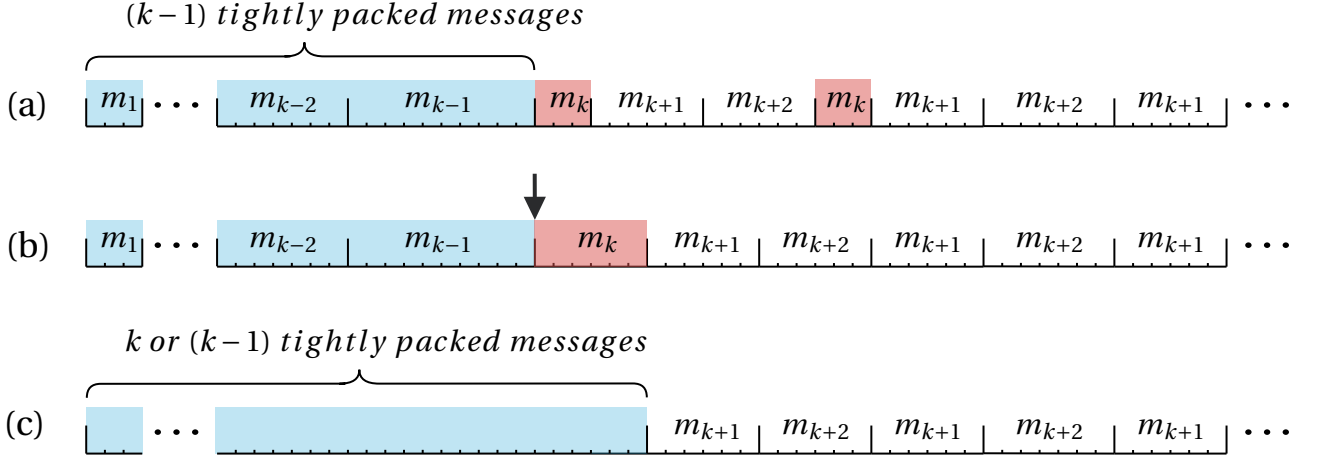 (k − 1) tightly packed messages
(a) m₁ ••• mₖ₋₂ mₖ₋₁ mₖ mₖ₊₁ mₖ₊₂ mₖ mₖ₊₁ mₖ₊₂ mₖ₊₁ •••
(b) m₁ ••• mₖ₋₂ mₖ₋₁ mₖ mₖ₊₁ mₖ₊₂ mₖ₊₁ mₖ₊₂ mₖ₊₁ •••
k or (k − 1) tightly packed messages
(c) ••• mₖ₊₁ mₖ₊₂ mₖ₊₁ mₖ₊₂ mₖ₊₁ •••